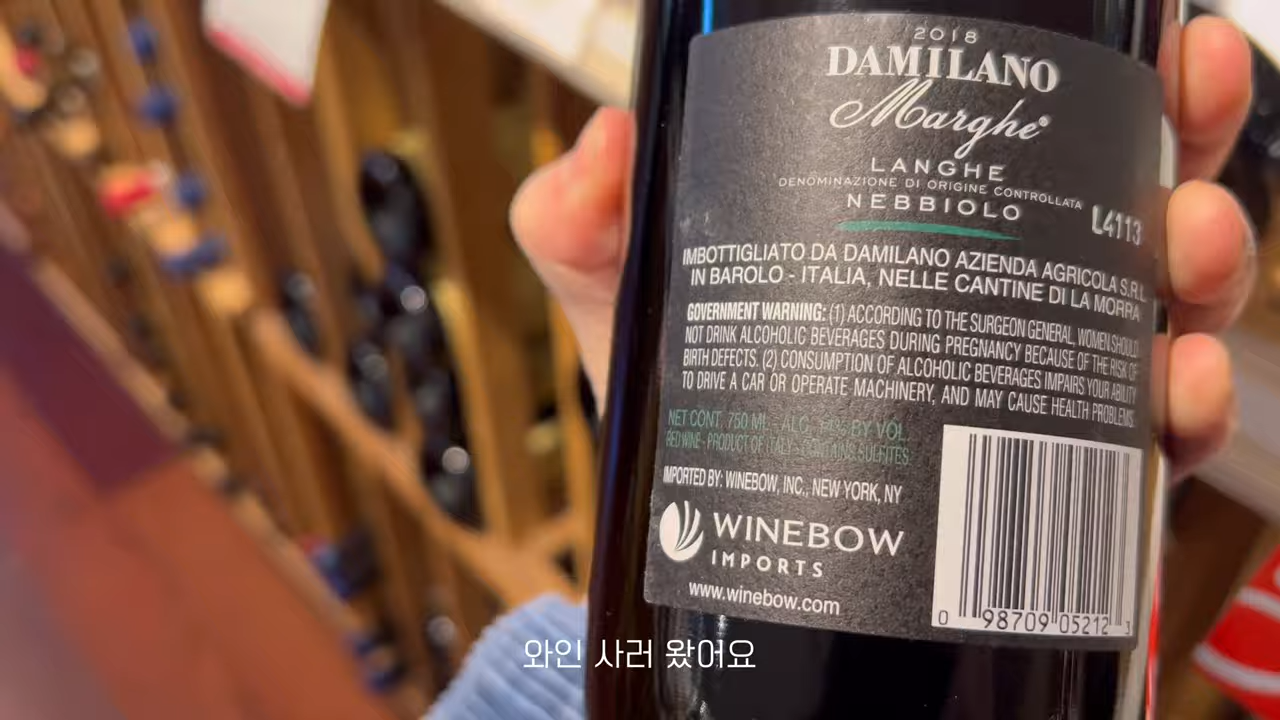 2018
DAMILANO
Marghe®
LANGHE
DENOMINAZIONE DI ORIGINE CONTROLLATA
NEBBIOLO
L4113
IMBOTTIGLIATO DA DAMILANO AZIENDA AGRICOLA S.R.L.
IN BAROLO - ITALIA, NELLE CANTINE DI LA MORRA
GOVERNMENT WARNING: (1) ACCORDING TO THE SURGEON GENERAL, WOMEN SHOULD
NOT DRINK ALCOHOLIC BEVERAGES DURING PREGNANCY BECAUSE OF THE RISK OF
BIRTH DEFECTS. (2) CONSUMPTION OF ALCOHOLIC BEVERAGES IMPAIRS YOUR ABILITY
TO DRIVE A CAR OR OPERATE MACHINERY, AND MAY CAUSE HEALTH PROBLEMS.
NET CONT. 750 ML - ALC. BY VOL.
RED WINE - PRODUCT OF ITALY - CONTAINS SULFITES
IMPORTED BY: WINEBOW, INC., NEW YORK, NY
WINEBOW
IMPORTS
www.winebow.com
0 98709 05212 3
와인 사러 왔어요